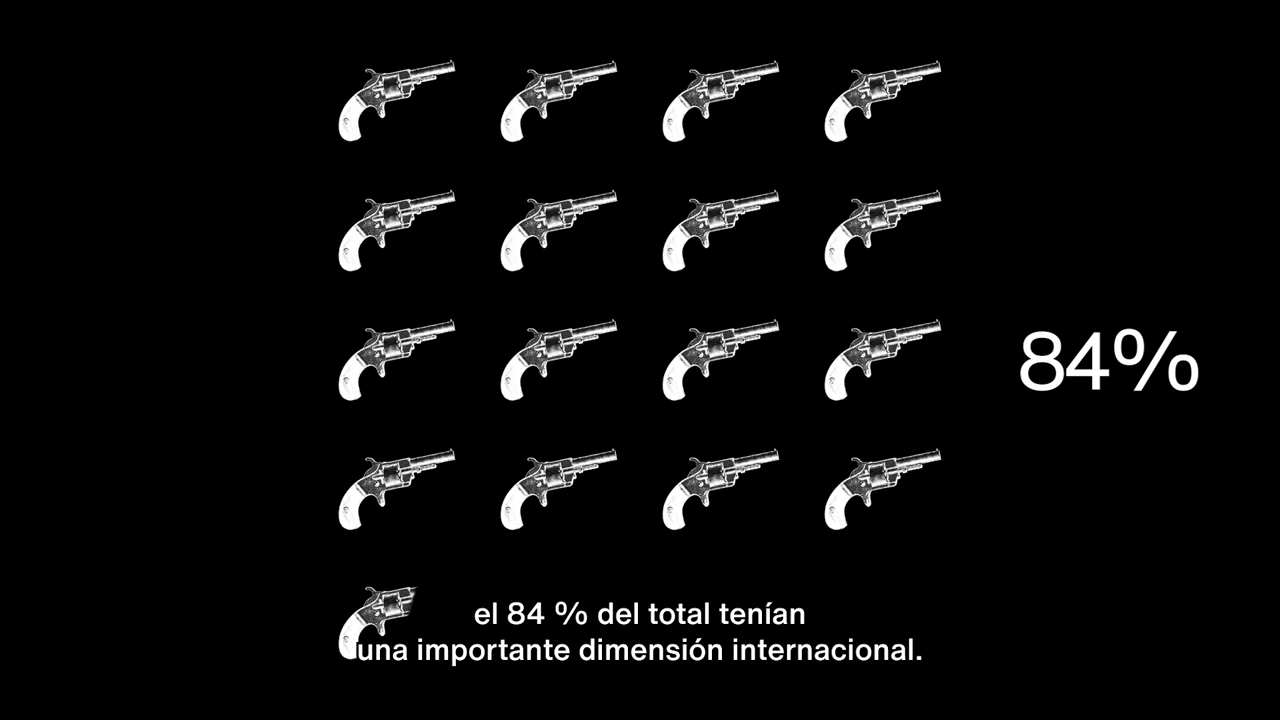 84%
el 84 % del total tenían
una importante dimensión internacional.